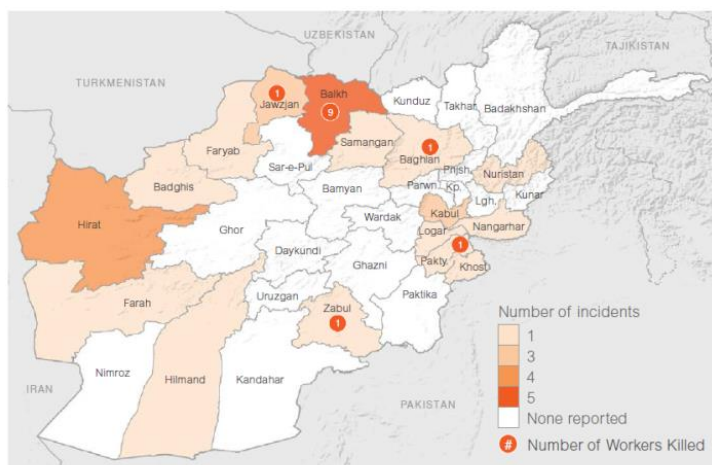 UZBEKISTAN
TAJIKISTAN
TURKMENISTAN
1
Jawzjan
Balkh
9
Kunduz
Takhar
Badakhshan
Faryab
Samangan
1
Baghlan
Sar-e-Pul
Pnjsh.
Nuristan
Badghis
Bamyan
Parwn.
Kp.
Kunar
Lgh.
Hirat
Kabul
Wardak
Nangarhar
Ghor
Logar
1
Daykundi
Pakty
Khost
Ghazni
Farah
Uruzgan
Paktika
Zabul
1
Nimroz
Hilmand
Kandahar
IRAN
PAKISTAN
Number of incidents
1
3
4
5
None reported
# Number of Workers Killed